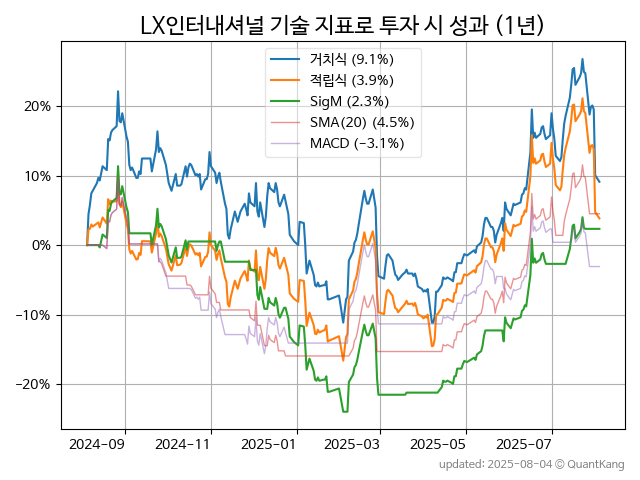 LX인터내셔널 기술 지표로 투자 시 성과 (1년)
거치식 (9.1%)
적립식 (3.9%)
SigM (2.3%)
SMA(20) (4.5%)
MACD (−3.1%)
20%
10%
0%
−10%
−20%
2024-09
2024-11
2025-01
2025-03
2025-05
2025-07
updated: 2025-08-04 © QuantKang